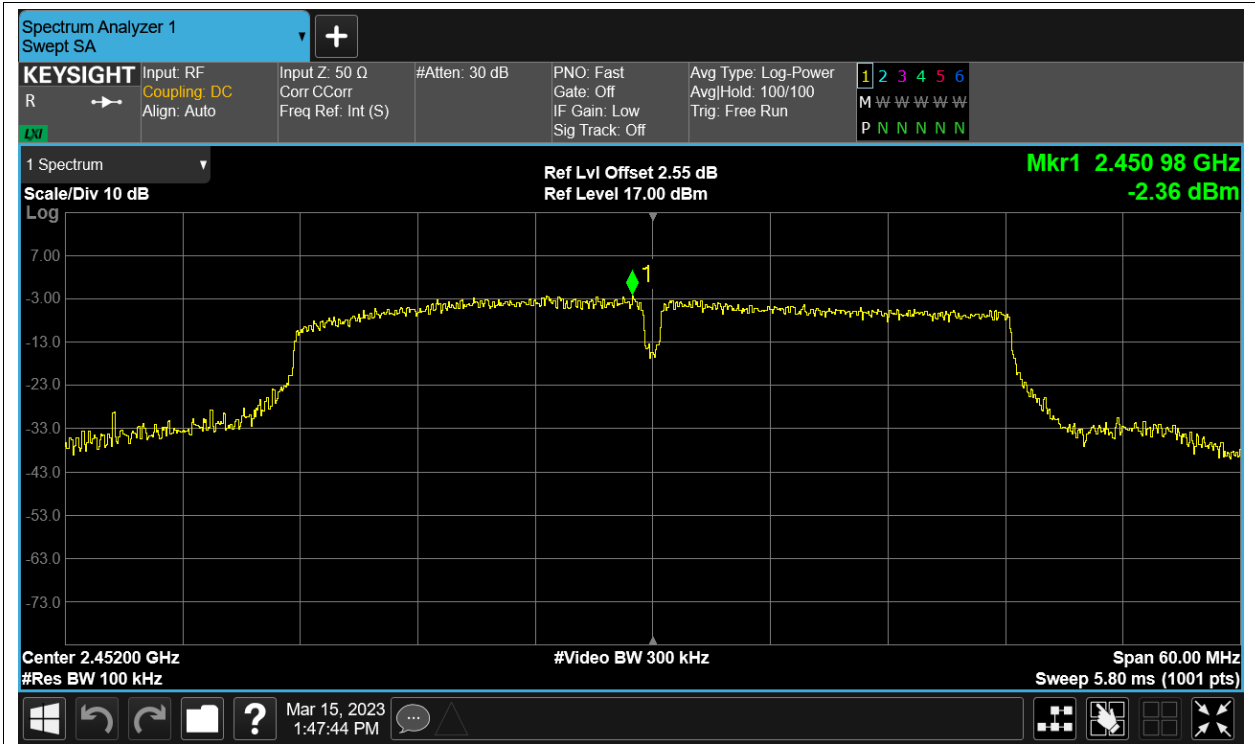 Spectrum Analyzer 1
Swept SA
KEYSIGHT
R
LXI
Input: RF
Coupling: DC
Align: Auto
Input Z: 50 Ω
Corr CCorr
Freq Ref: Int (S)
#Atten: 30 dB
PNO: Fast
Gate: Off
IF Gain: Low
Sig Track: Off
Avg Type: Log-Power
Avg|Hold: 100/100
Trig: Free Run
1 2 3 4 5 6
M W W W W W
P N N N N N
1 Spectrum
Scale/Div 10 dB
Log
Ref Lvl Offset 2.55 dB
Ref Level 17.00 dBm
Mkr1 2.450 98 GHz
-2.36 dBm
1
7.00
-3.00
-13.0
-23.0
-33.0
-43.0
-53.0
-63.0
-73.0
Center 2.45200 GHz
#Video BW 300 kHz
Span 60.00 MHz
#Res BW 100 kHz
Sweep 5.80 ms (1001 pts)
?
Mar 15, 2023
1:47:44 PM